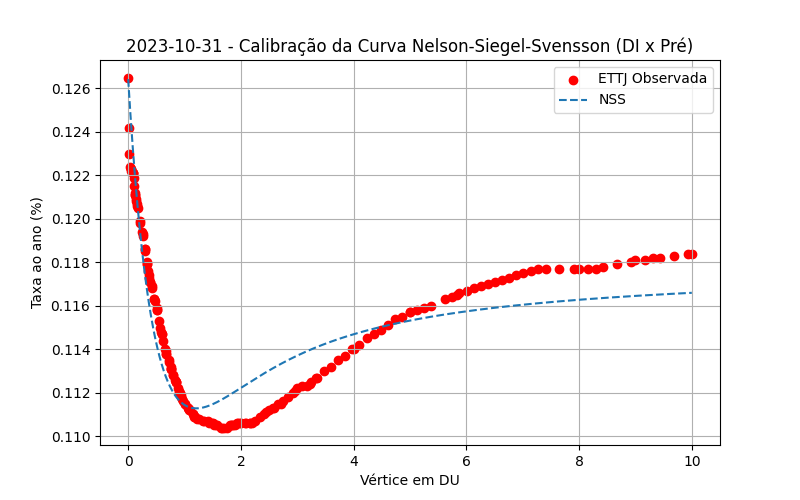 2023-10-31 - Calibração da Curva Nelson-Siegel-Svensson (DI x Pré)
ETTJ Observada
NSS
Taxa ao ano (%)
0.126
0.124
0.122
0.120
0.118
0.116
0.114
0.112
0.110
0 2 4 6 8 10
Vértice em DU